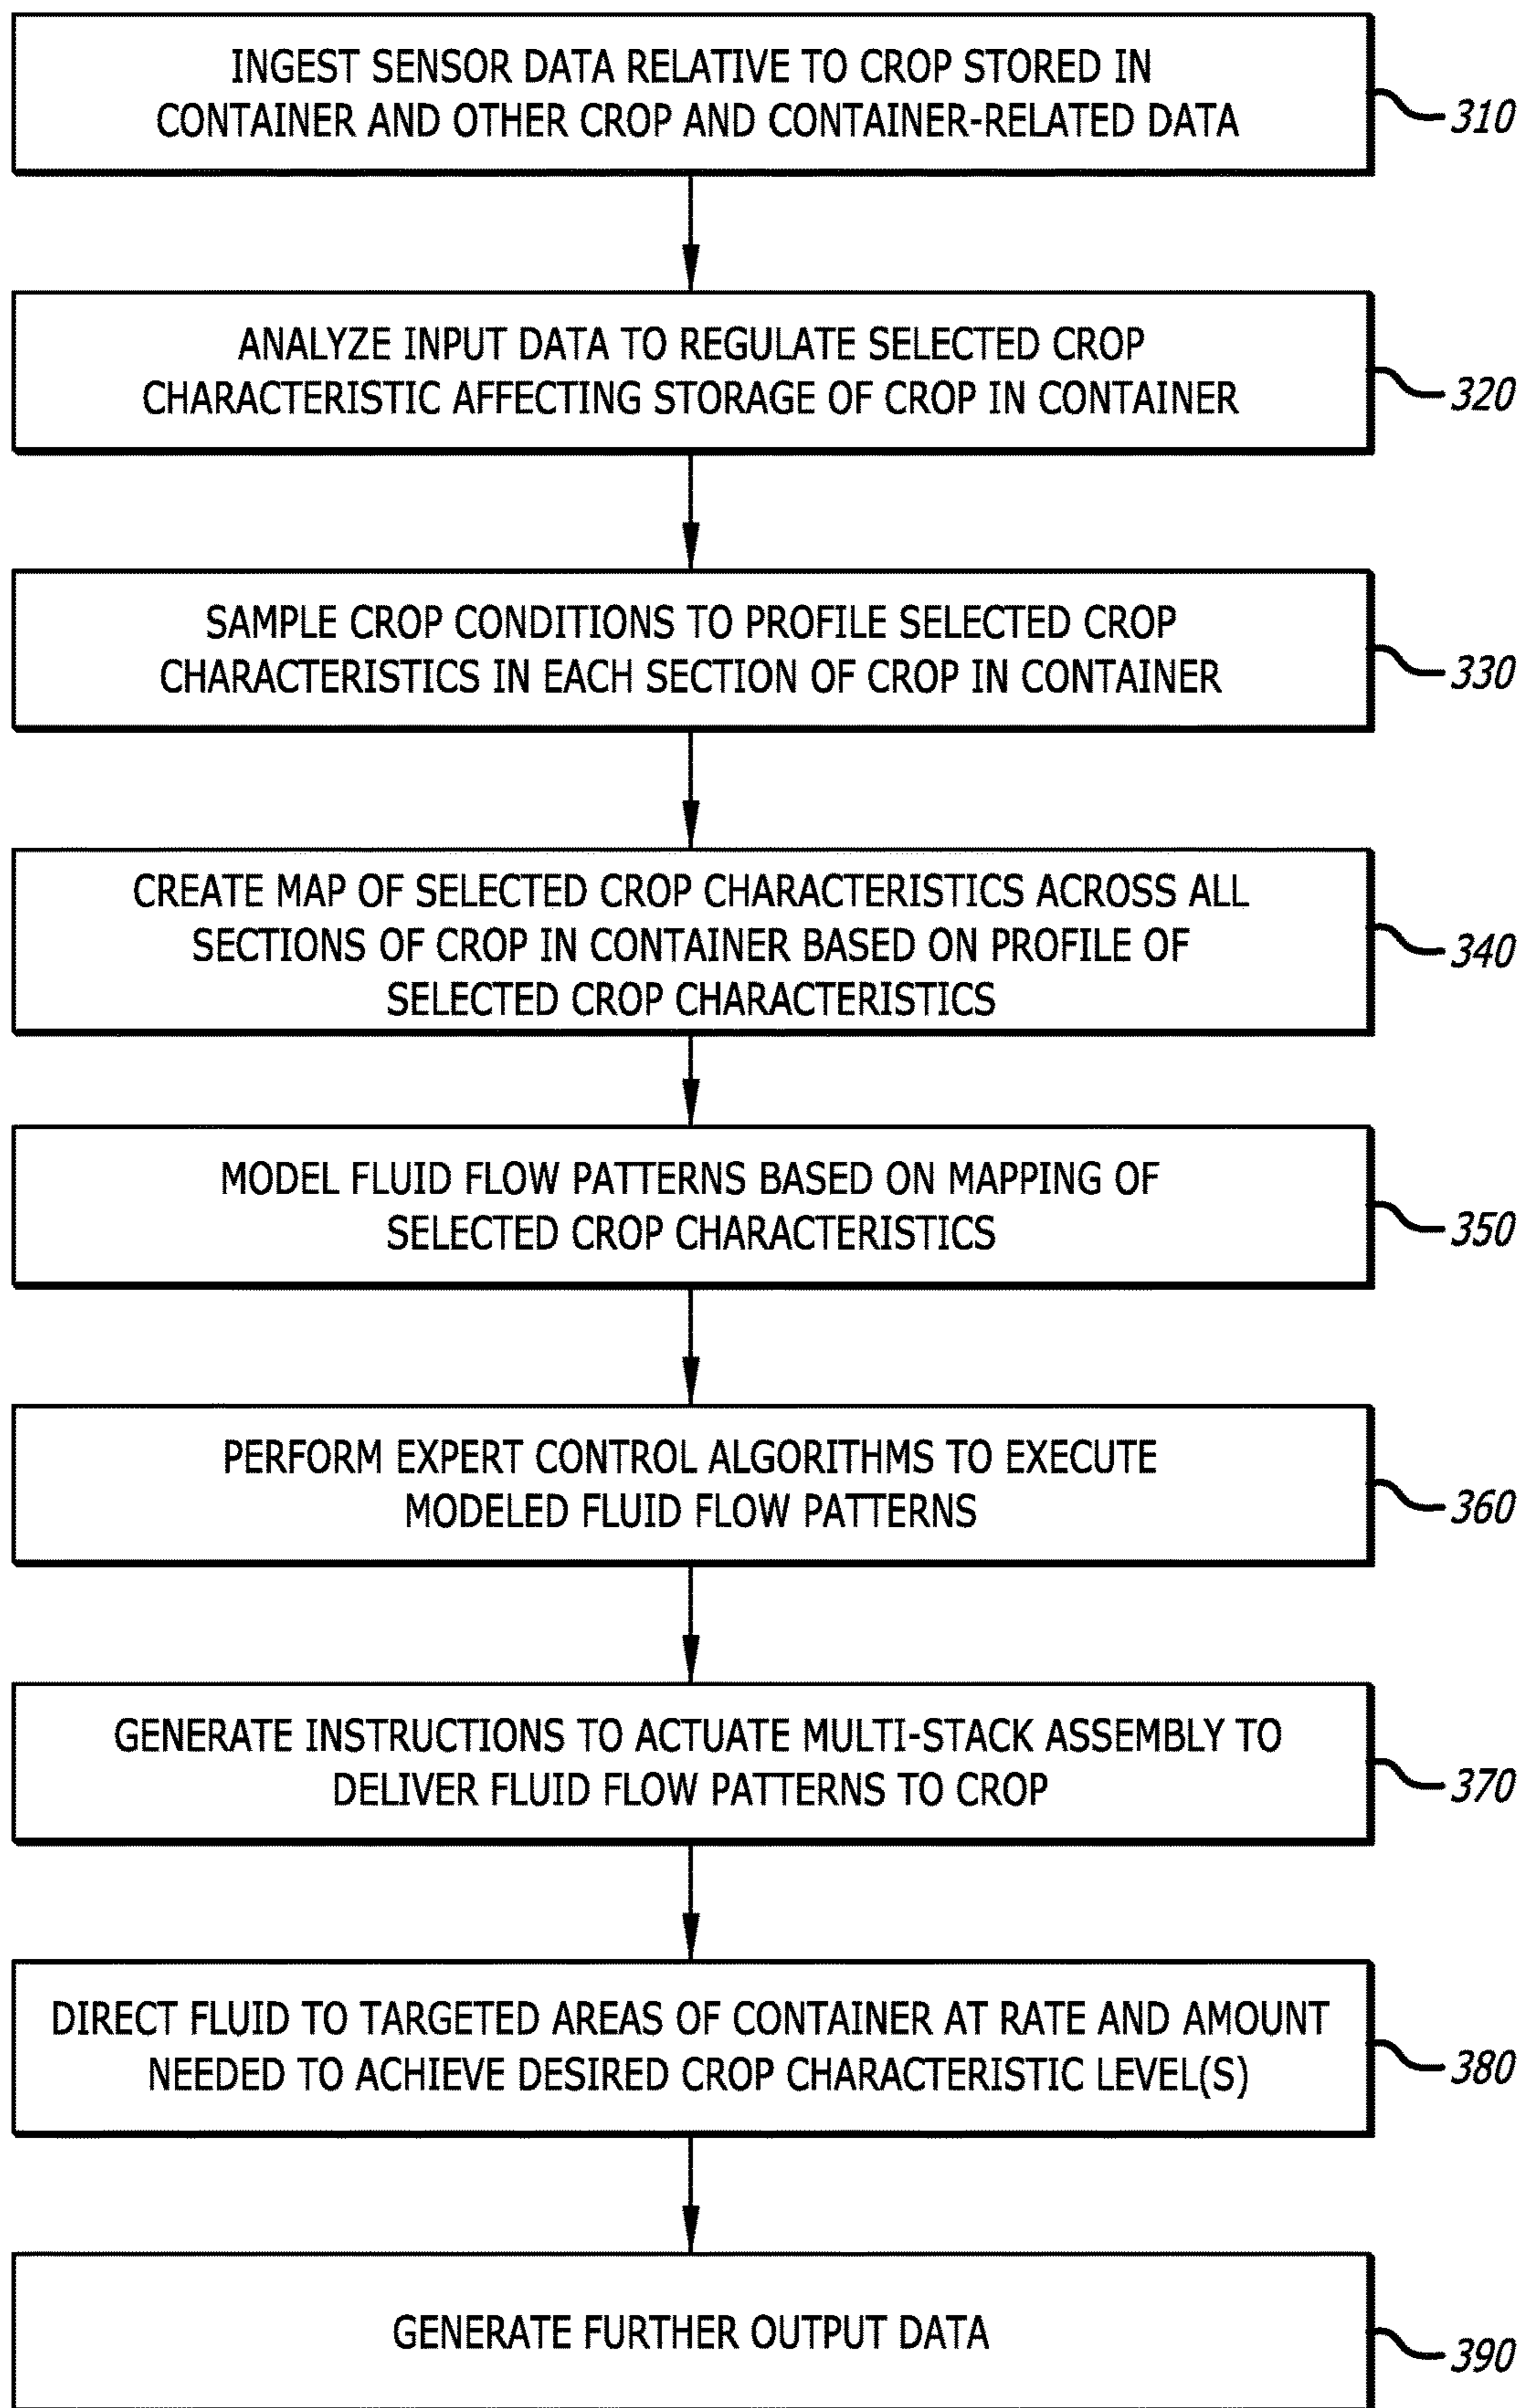 INGEST SENSOR DATA RELATIVE TO CROP STORED IN
CONTAINER AND OTHER CROP AND CONTAINER-RELATED DATA
310
ANALYZE INPUT DATA TO REGULATE SELECTED CROP
CHARACTERISTIC AFFECTING STORAGE OF CROP IN CONTAINER
320
SAMPLE CROP CONDITIONS TO PROFILE SELECTED CROP
CHARACTERISTICS IN EACH SECTION OF CROP IN CONTAINER
330
CREATE MAP OF SELECTED CROP CHARACTERISTICS ACROSS ALL
SECTIONS OF CROP IN CONTAINER BASED ON PROFILE OF
SELECTED CROP CHARACTERISTICS
340
MODEL FLUID FLOW PATTERNS BASED ON MAPPING OF
SELECTED CROP CHARACTERISTICS
350
PERFORM EXPERT CONTROL ALGORITHMS TO EXECUTE
MODELED FLUID FLOW PATTERNS
360
GENERATE INSTRUCTIONS TO ACTUATE MULTI-STACK ASSEMBLY TO
DELIVER FLUID FLOW PATTERNS TO CROP
370
DIRECT FLUID TO TARGETED AREAS OF CONTAINER AT RATE AND AMOUNT
NEEDED TO ACHIEVE DESIRED CROP CHARACTERISTIC LEVEL(S)
380
GENERATE FURTHER OUTPUT DATA
390